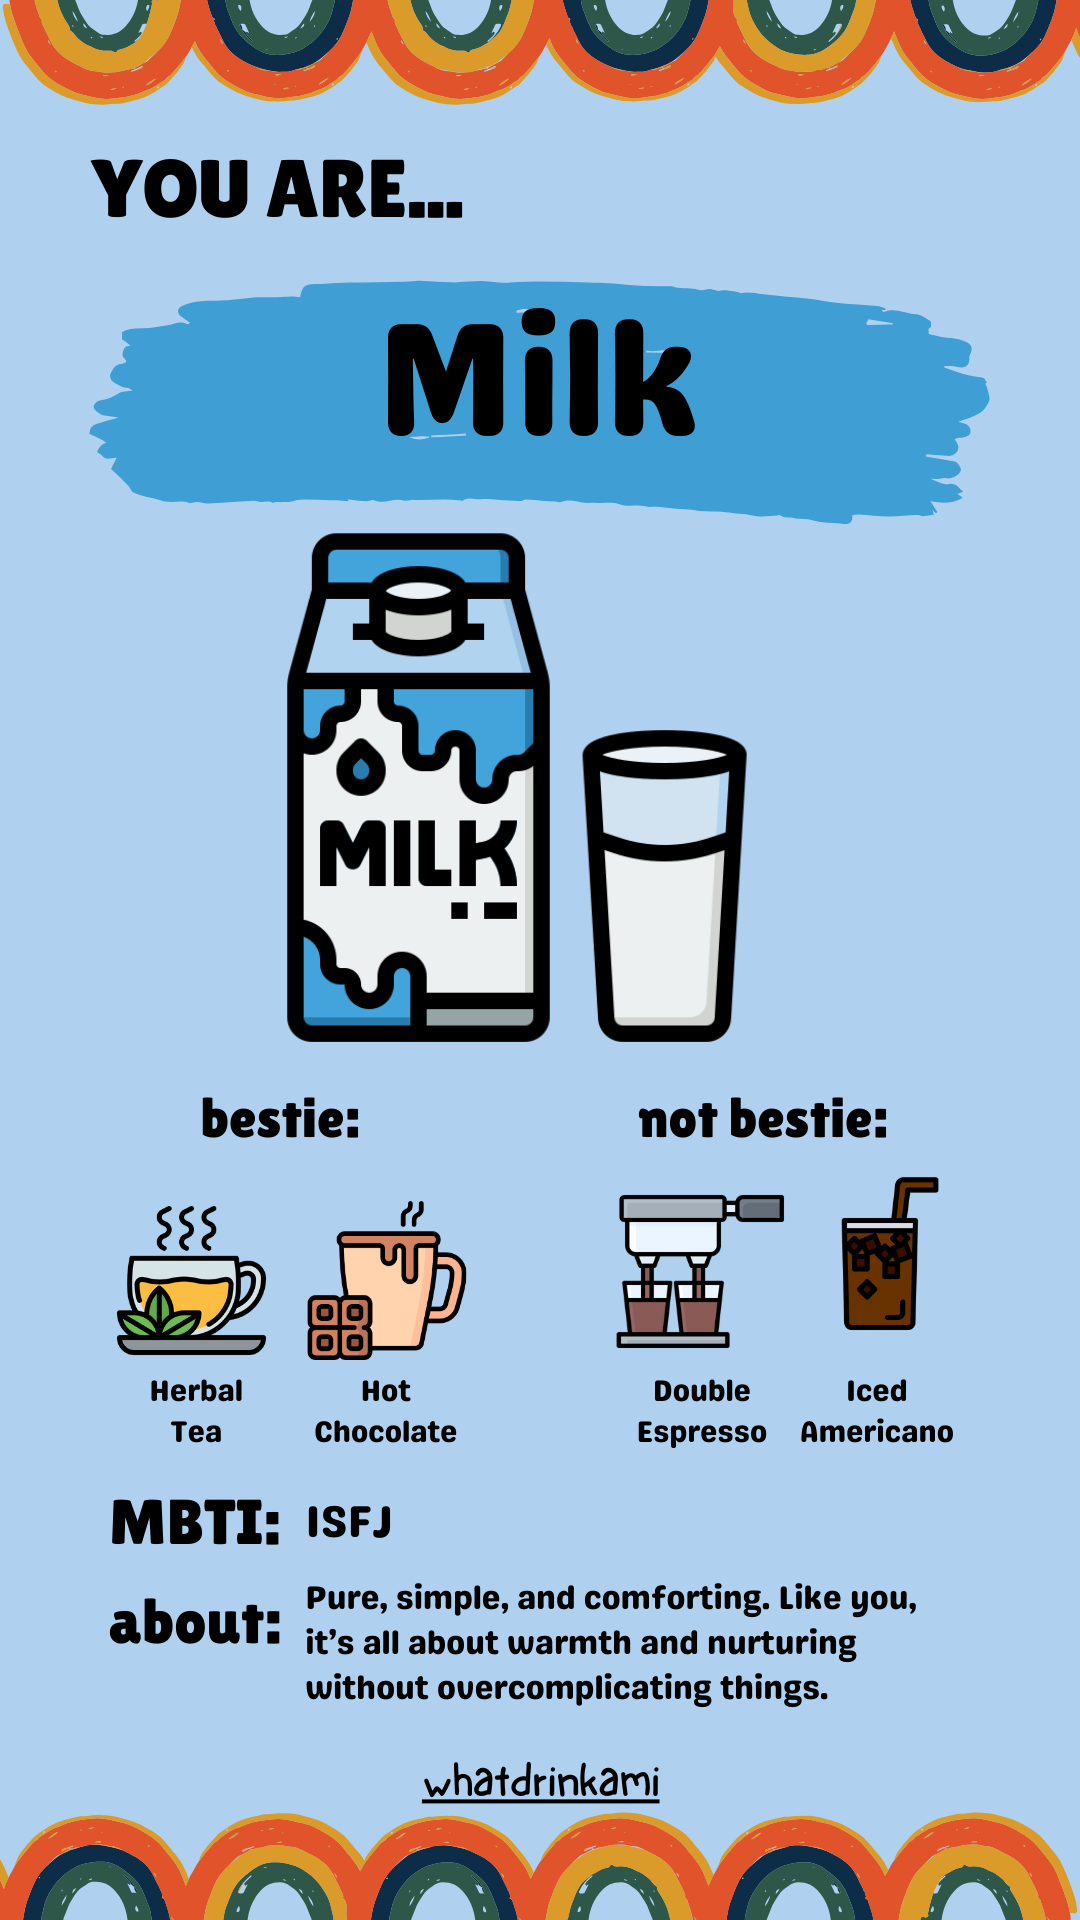 YOU ARE...
Milk
MILK
bestie:
not bestie:
Herbal
Tea
Hot
Chocolate
Double
Espresso
Iced
Americano
MBTI: ISFJ
about:
Pure, simple, and comforting. Like you,
it's all about warmth and nurturing
without overcomplicating things.
whatdrinkami